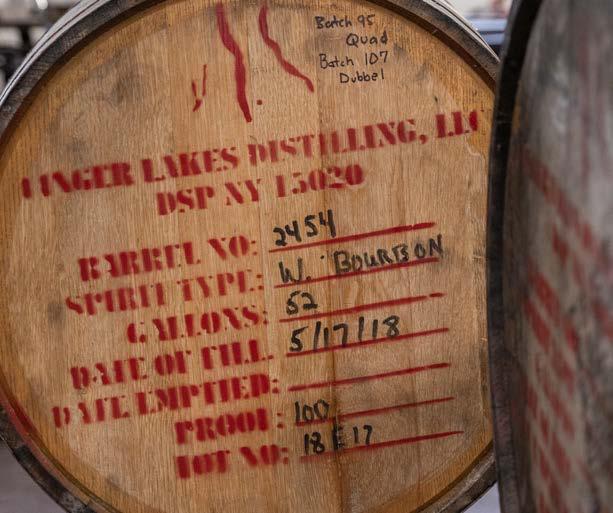 Batch 95
Quad
Batch 107
Dubbel
FINGER LAKES DISTILLING, LLC
DSP NY 15020
BARREL NO: 2454
SPIRIT TYPE: W. BOURBON
GALLONS: 52
DATE OF FILL: 5/17/18
DATE EMPTIED:
PROOF: 100
LOT NO: 18E17